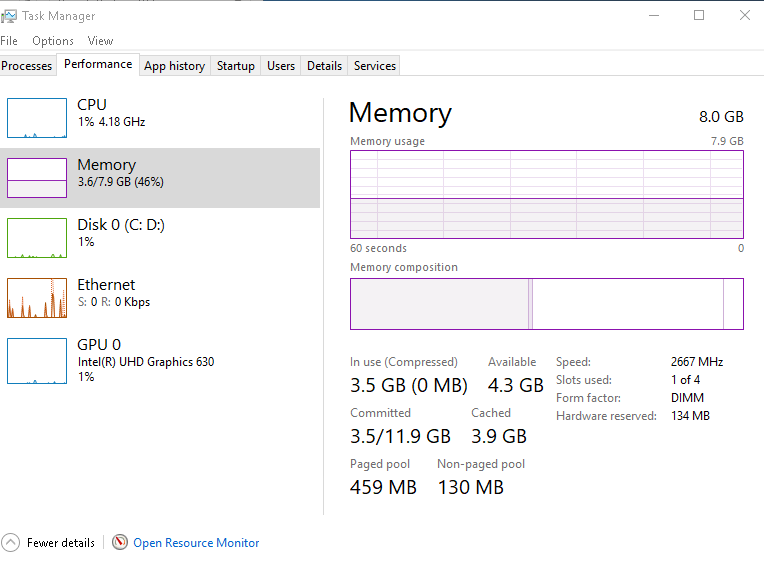 Task Manager
File Options View
Processes Performance App history Startup Users Details Services
CPU
1% 4.18 GHz
Memory
3.6/7.9 GB (46%)
Disk 0 (C: D:)
1%
Ethernet
S: 0 R: 0 Kbps
GPU 0
Intel(R) UHD Graphics 630
1%
Memory 8.0 GB
Memory usage 7.9 GB
60 seconds 0
Memory composition
In use (Compressed) Available
3.5 GB (0 MB) 4.3 GB
Committed Cached
3.5/11.9 GB 3.9 GB
Paged pool Non-paged pool
459 MB 130 MB
Speed: 2667 MHz
Slots used: 1 of 4
Form factor: DIMM
Hardware reserved: 134 MB
Fewer details Open Resource Monitor